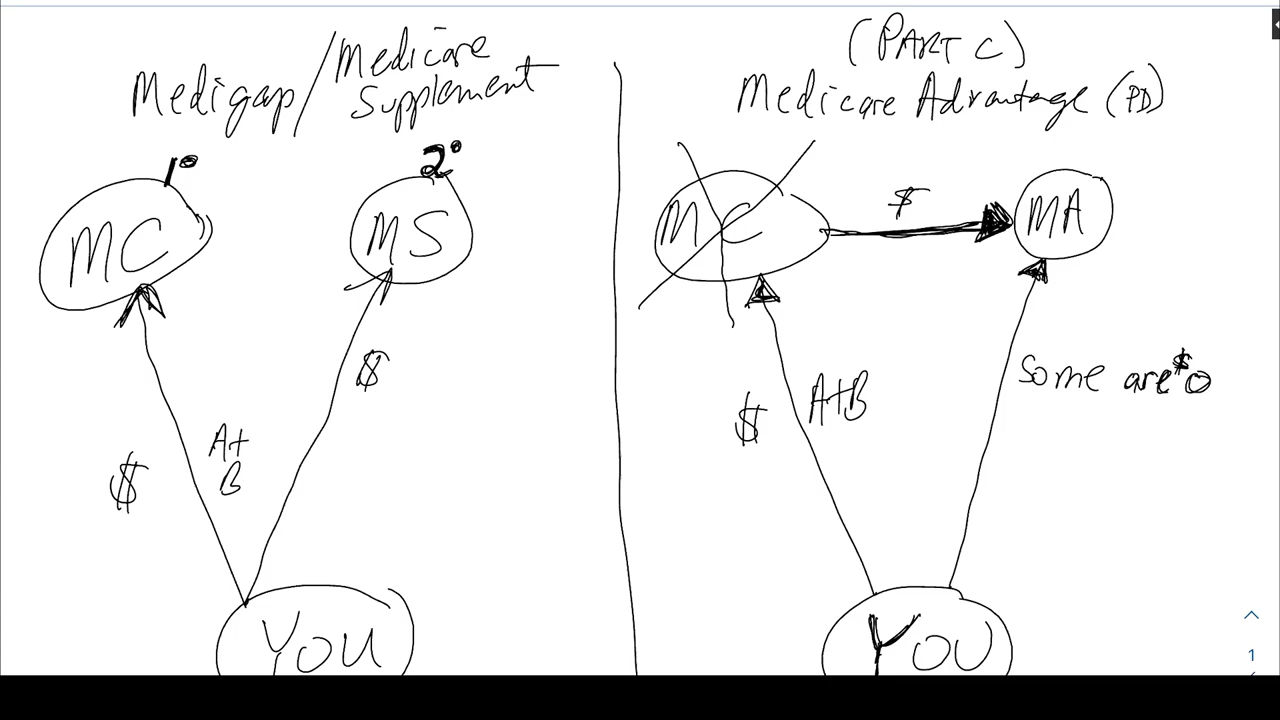 Medigap/Medicare
Supplement
1°
2°
MC
MS
$
A+
B
$
YOU
(PART C)
Medicare Advantage (PD)
MC
$
MA
$
A+B
Some are $0
YOU
1